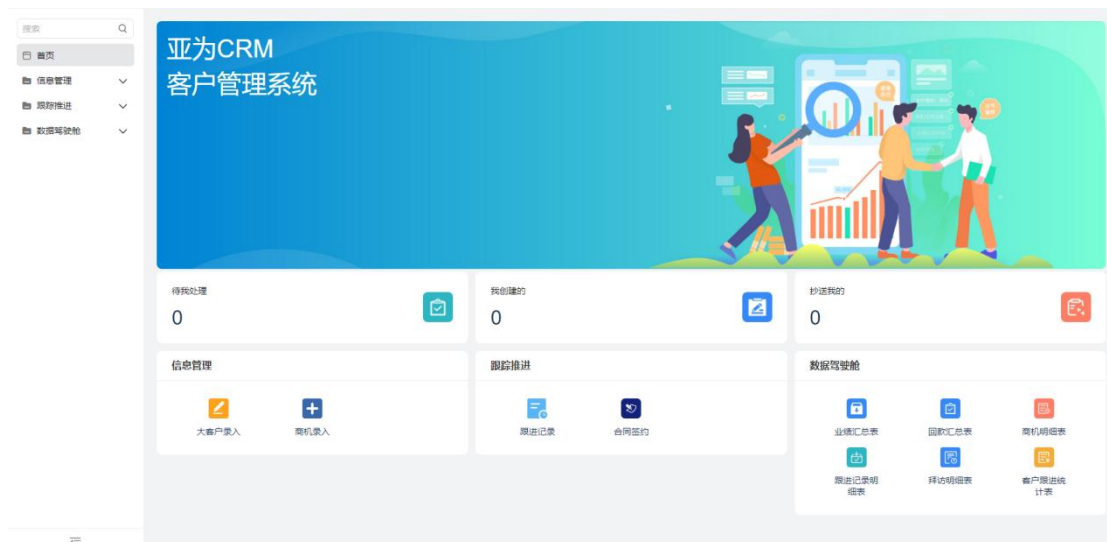 搜索
首页
信息管理
跟踪推进
数据驾驶舱
亚为CRM
客户管理系统
待我处理
0
我创建的
0
抄送我的
0
信息管理
大客户录入
商机录入
跟踪推进
跟进记录
合同签约
数据驾驶舱
业绩汇总表
回款汇总表
商机明细表
跟进记录明
细表
拜访明细表
客户跟进统
计表